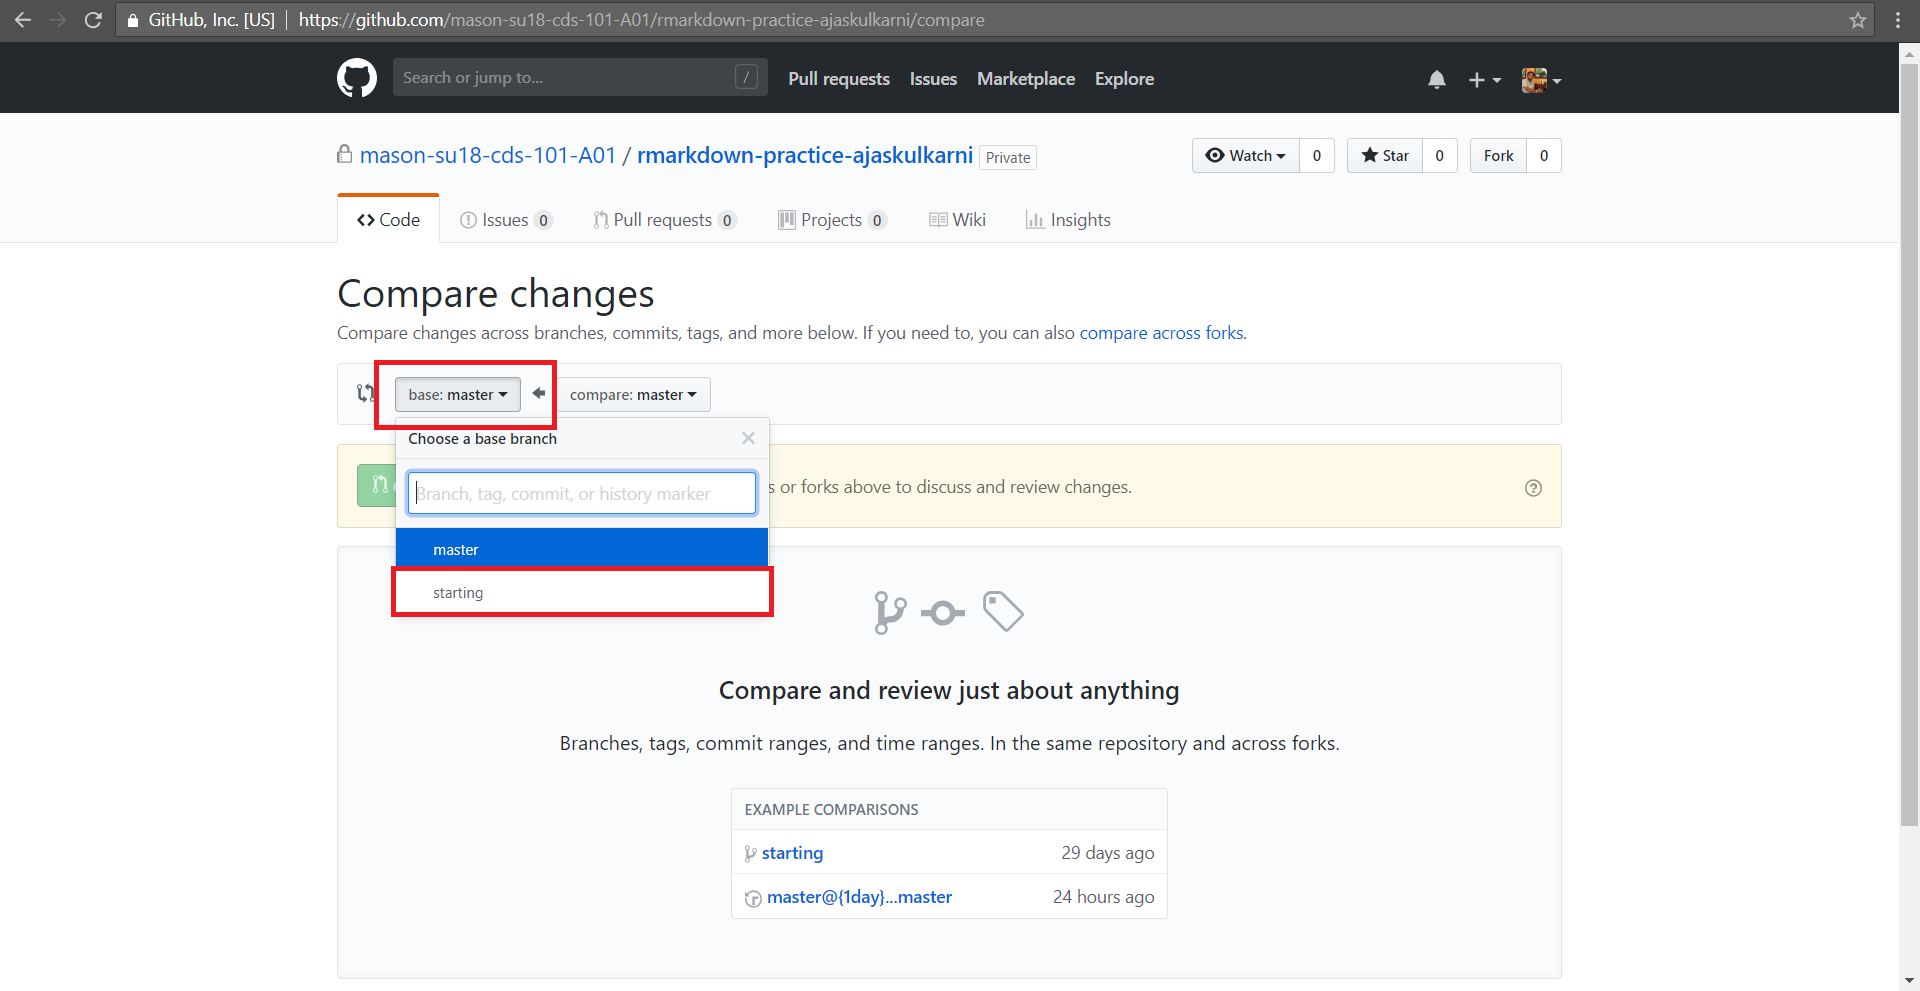 GitHub, Inc. [US] | https://github.com/mason-su18-cds-101-A01/rmarkdown-practice-ajaskulkarni/compare
Search or jump to... / Pull requests Issues Marketplace Explore
mason-su18-cds-101-A01 / rmarkdown-practice-ajaskulkarni Private Watch 0 Star 0 Fork 0
Code Issues 0 Pull requests 0 Projects 0 Wiki Insights
Compare changes
Compare changes across branches, commits, tags, and more below. If you need to, you can also compare across forks.
base: master compare: master
Choose a base branch
Branch, tag, commit, or history marker
or forks above to discuss and review changes.
master
starting
Compare and review just about anything
Branches, tags, commit ranges, and time ranges. In the same repository and across forks.
EXAMPLE COMPARISONS
starting 29 days ago
master@{1day}...master 24 hours ago